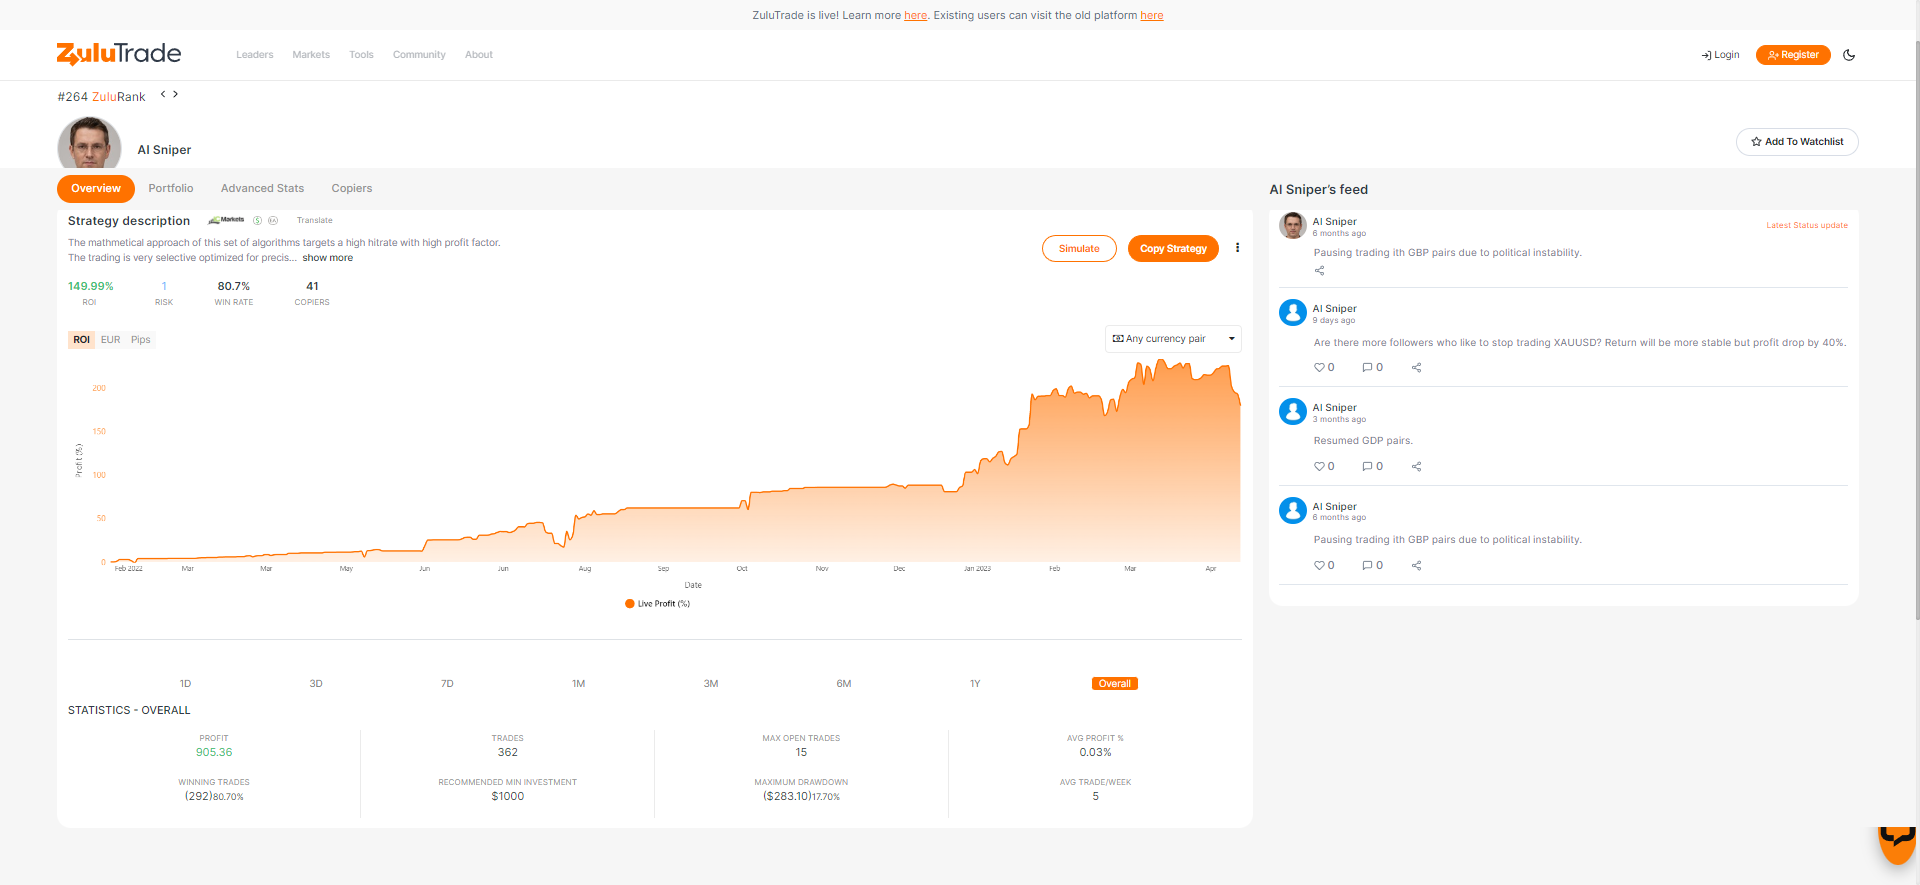 ZuluTrade is live! Learn more here. Existing users can visit the old platform here
ZuluTrade
Leaders Markets Tools Community About
Login Register
#264 ZuluRank
AI Sniper
Add To Watchlist
Overview Portfolio Advanced Stats Copiers
Strategy description Markets Translate
The mathmetical approach of this set of algorithms targets a high hitrate with high profit factor.
The trading is very selective optimized for precis... show more
Simulate Copy Strategy
149.99% 1 80.7% 41
ROI RISK WIN RATE COPIERS
ROI EUR Pips
Any currency pair
200
150
100
50
0
Profit (%)
Feb 2022 Mar Mar May Jun Jun Aug Sep Oct Nov Dec Jan 2023 Feb Mar Apr
Date
Live Profit (%)
1D 3D 7D 1M 3M 6M 1Y Overall
STATISTICS - OVERALL
PROFIT TRADES MAX OPEN TRADES AVG PROFIT %
905.36 362 15 0.03%
WINNING TRADES RECOMMENDED MIN INVESTMENT MAXIMUM DRAWDOWN AVG TRADE/WEEK
(292)80.70% $1000 ($283.10)17.70% 5
AI Sniper's feed
AI Sniper
6 months ago
Latest Status update
Pausing trading ith GBP pairs due to political instability.
AI Sniper
9 days ago
Are there more followers who like to stop trading XAUUSD? Return will be more stable but profit drop by 40%.
0 0
AI Sniper
3 months ago
Resumed GDP pairs.
0 0
AI Sniper
6 months ago
Pausing trading ith GBP pairs due to political instability.
0 0